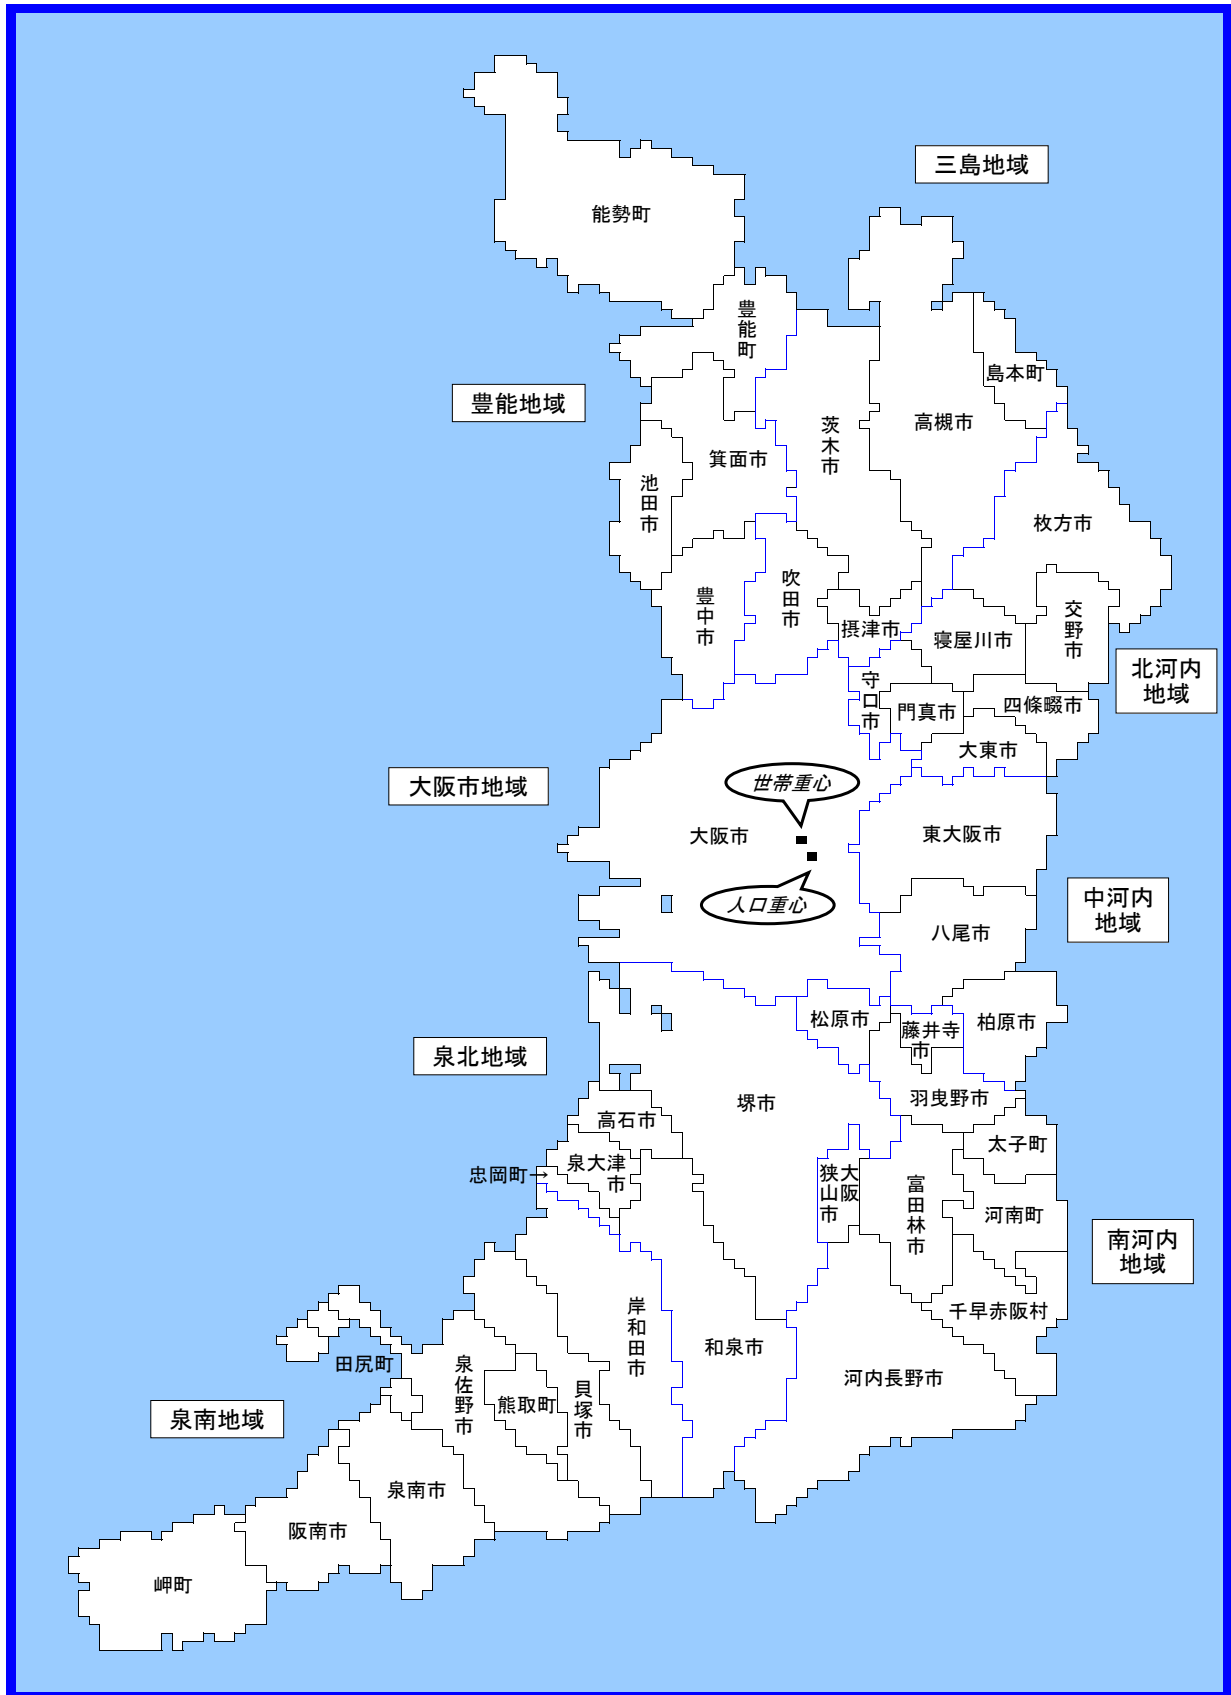 三島地域
能勢町
豊能町
島本町
豊能地域
高槻市
茨木市
箕面市
池田市
枚方市
吹田市
豊中市
交野市
摂津市
寝屋川市
北河内
地域
守口市
門真市
四條畷市
大東市
大阪市地域
世帯重心
大阪市
東大阪市
人口重心
中河内
地域
八尾市
松原市
藤井寺
市
柏原市
泉北地域
羽曳野市
堺市
高石市
太子町
泉大津
市
忠岡町→
大阪
狭山市
富田林市
河南町
南河内
地域
千早赤阪村
岸和田市
和泉市
田尻町
泉佐野市
河内長野市
熊取町
貝塚市
泉南地域
泉南市
阪南市
岬町